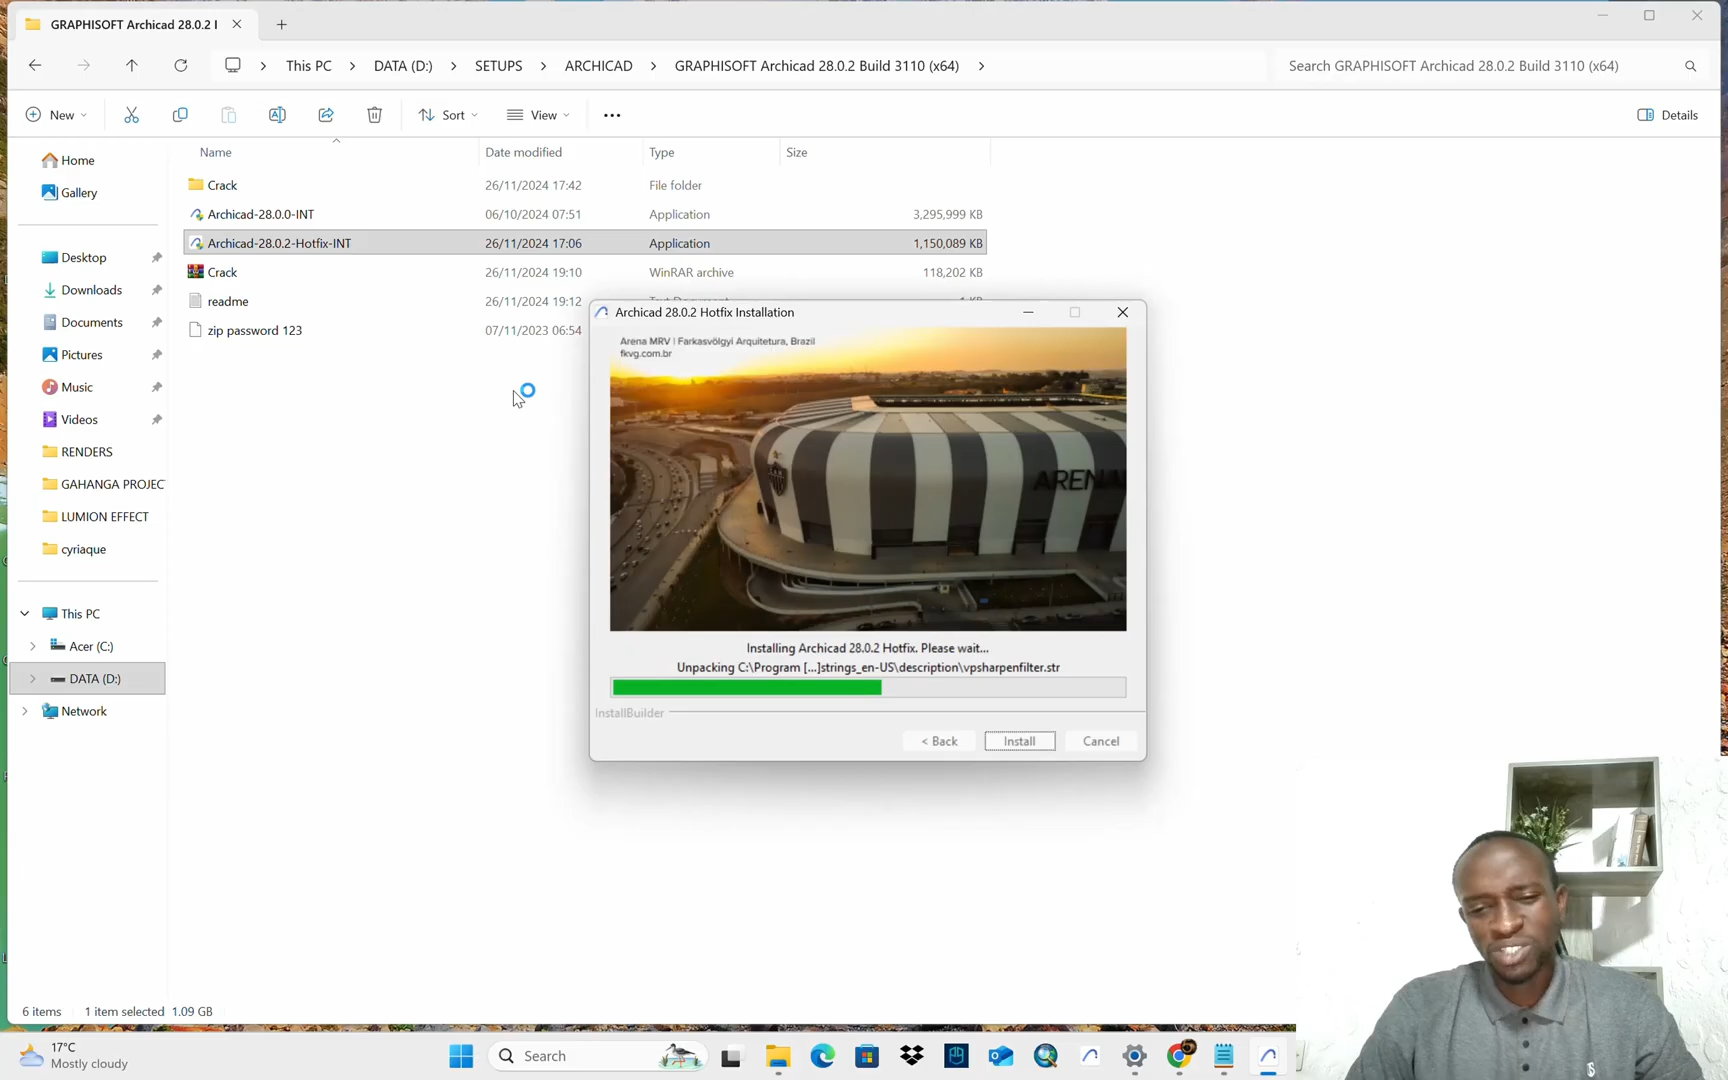 GRAPHISOFT Archicad 28.0.2 I
This PC
DATA (D:)
SETUPS
ARCHICAD
GRAPHISOFT Archicad 28.0.2 Build 3110 (x64)
Search GRAPHISOFT Archicad 28.0.2 Build 3110 (x64)
New
Sort
View
Details
Name Date modified Type Size
Crack 26/11/2024 17:42 File folder
Archicad-28.0.0-INT 06/10/2024 07:51 Application 3,295,999 KB
Archicad-28.0.2-Hotfix-INT 26/11/2024 17:06 Application 1,150,089 KB
Crack 26/11/2024 19:10 WinRAR archive 118,202 KB
readme 26/11/2024 19:12 Text Document 1 KB
zip password 123 07/11/2023 06:54
Home
Gallery
Desktop
Downloads
Documents
Pictures
Music
Videos
RENDERS
GAHANGA PROJEC
LUMION EFFECT
cyriaque
This PC
Acer (C:)
DATA (D:)
Network
Archicad 28.0.2 Hotfix Installation
Arena MRV | Farkasvölgyi Arquitetura, Brazil
fkvg.com.br
ARENA
Installing Archicad 28.0.2 Hotfix. Please wait...
Unpacking C:\Program [...]strings_en-US\description\vpsharpenfilter.str
InstallBuilder
< Back
Install
Cancel
6 items
1 item selected 1.09 GB
17°C
Mostly cloudy
Search